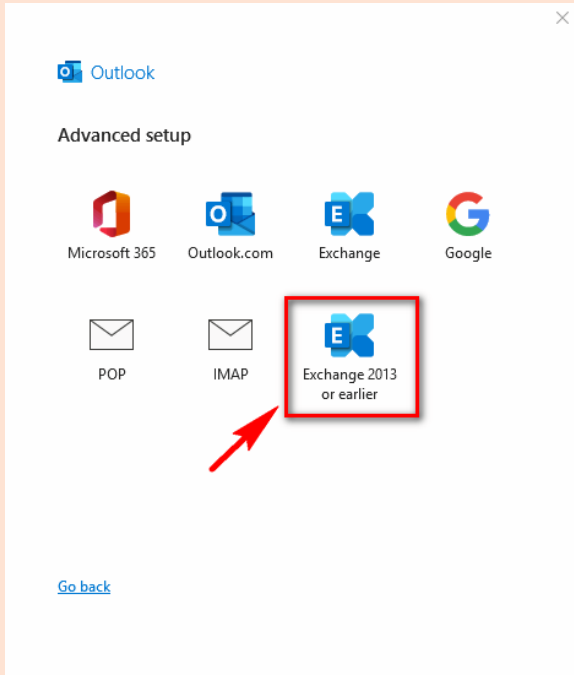 Outlook
Advanced setup
Microsoft 365
Outlook.com
Exchange
Google
POP
IMAP
Exchange 2013
or earlier
Go back